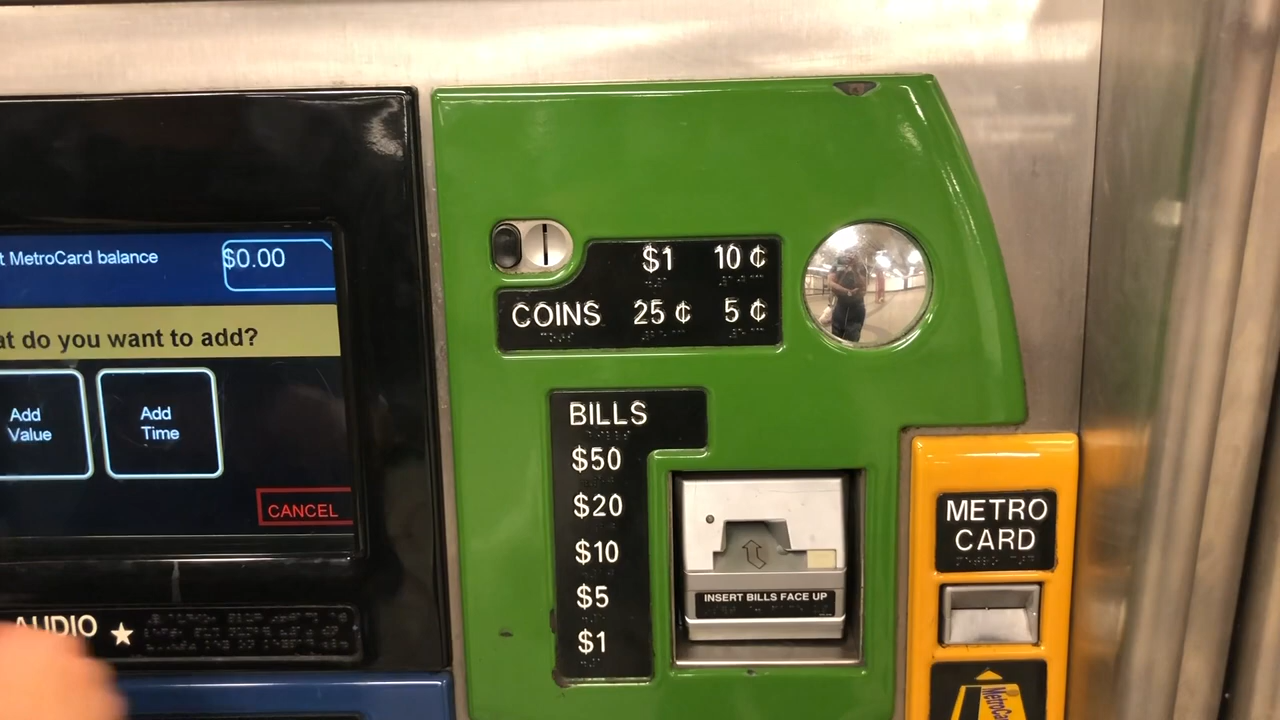 t MetroCard balance $0.00
at do you want to add?
Add
Value
Add
Time
CANCEL
AUDIO
$1 10 ¢
COINS 25 ¢ 5 ¢
BILLS
$50
$20
$10
$5
$1
INSERT BILLS FACE UP
METRO
CARD
MetroCard